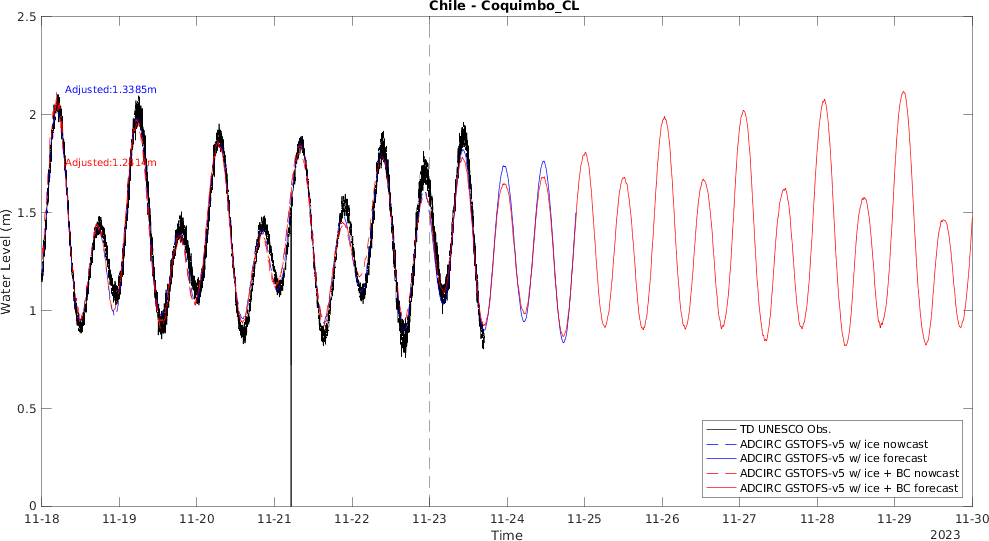 Chile - Coquimbo_CL
2.5
2
1.5
1
0.5
0
Water Level (m)
Adjusted:1.3385m
TD UNESCO Obs.
ADCIRC GSTOFS-v5 w/ ice nowcast
ADCIRC GSTOFS-v5 w/ ice forecast
ADCIRC GSTOFS-v5 w/ ice + BC nowcast
ADCIRC GSTOFS-v5 w/ ice + BC forecast
11-18 11-19 11-20 11-21 11-22 11-23 11-24 11-25 11-26 11-27 11-28 11-29 11-30
Time
2023